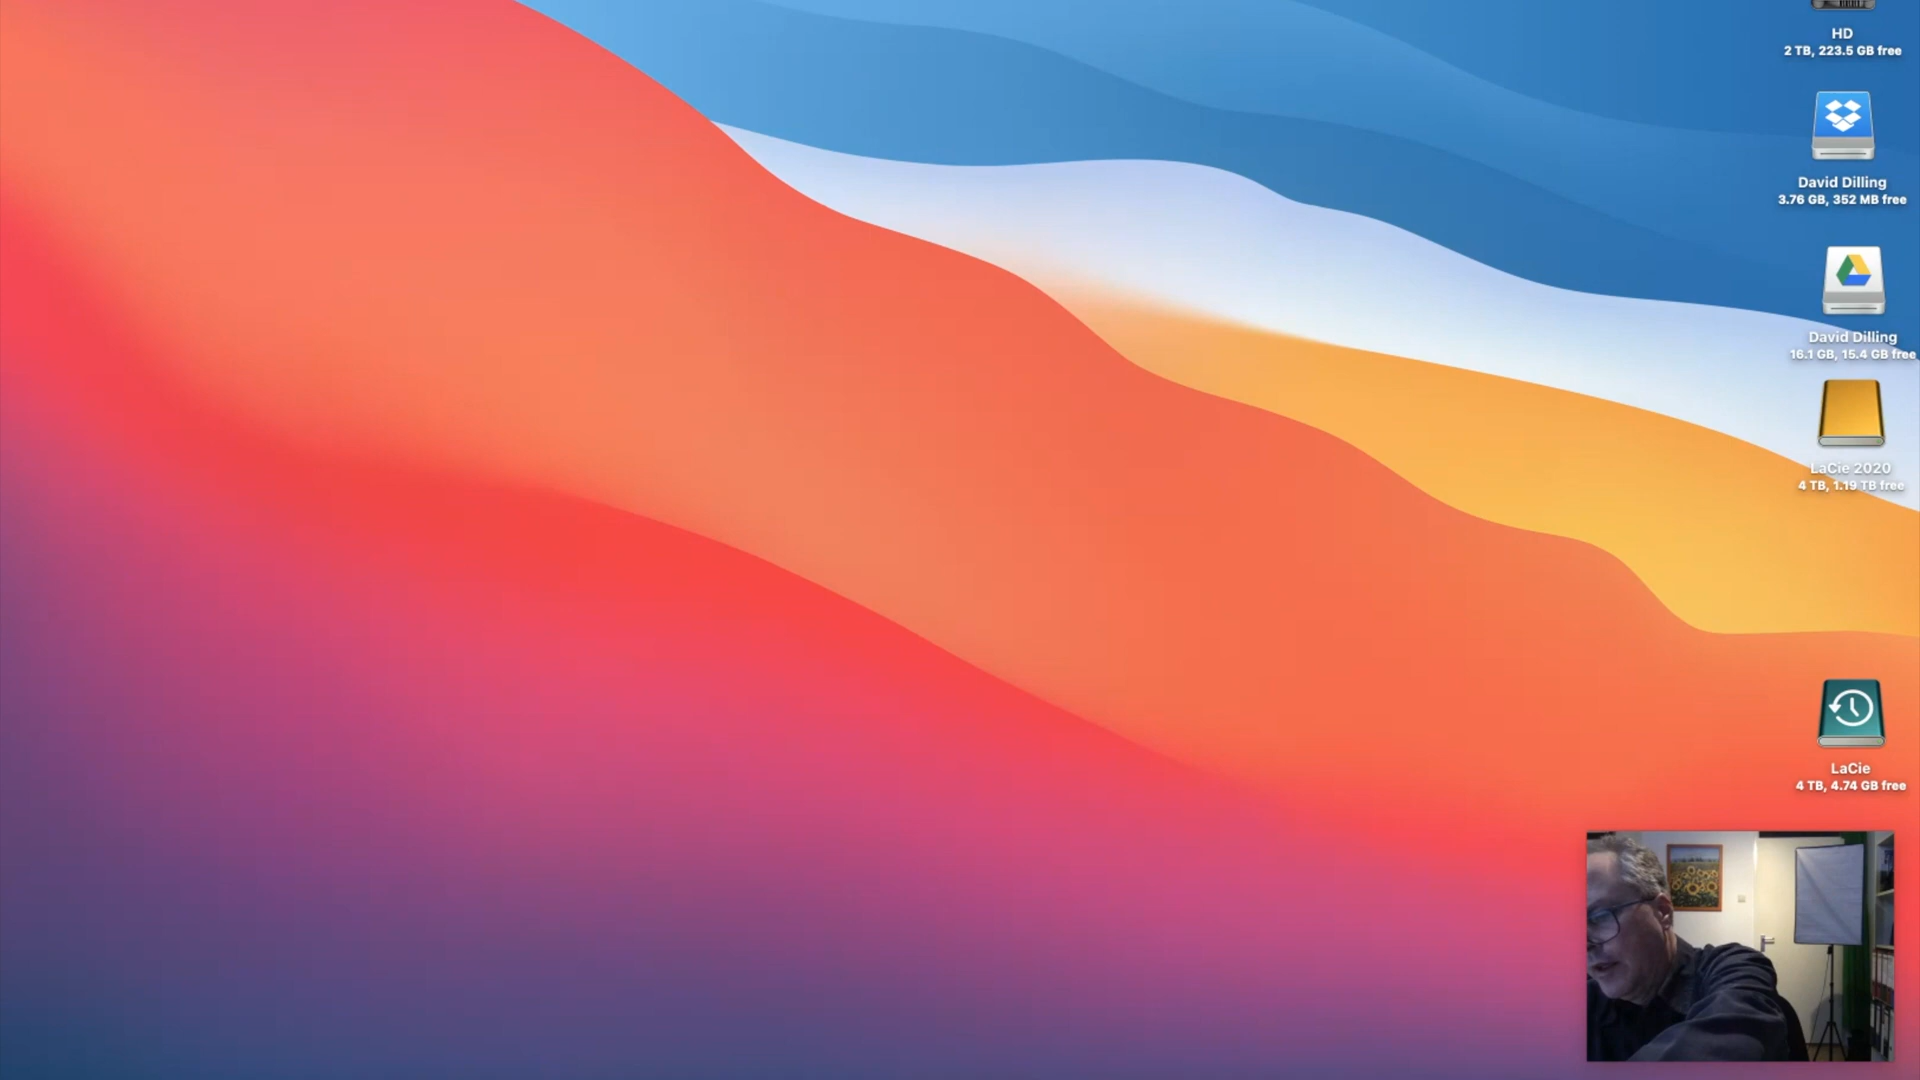 HD
2 TB, 223.5 GB free
David Dilling
3.76 GB, 352 MB free
David Dilling
16.1 GB, 15.4 GB free
LaCie 2020
4 TB, 1.19 TB free
LaCie
4 TB, 4.74 GB free